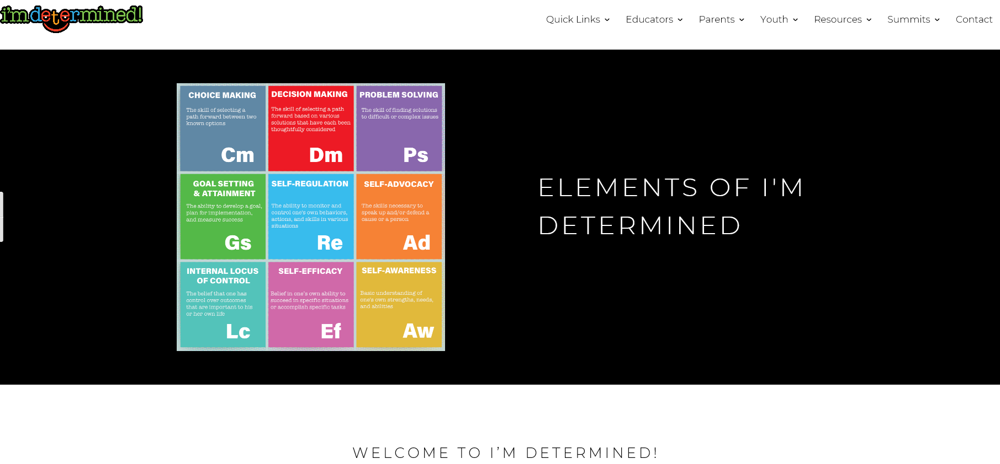 i'm determined!
Quick Links
Educators
Parents
Youth
Resources
Summits
Contact
CHOICE MAKING
The skill of selecting a
path forward between two
known options
Cm
DECISION MAKING
The skill of selecting a path
forward based on various
solutions that have each been
thoughtfully considered
Dm
PROBLEM SOLVING
The skill of finding solutions
to difficult or complex issues
Ps
GOAL SETTING
& ATTAINMENT
The ability to develop a goal,
plan for implementation,
and measure success
Gs
SELF-REGULATION
The ability to monitor and
control one's own behaviors,
actions, and skills in various
situations
Re
SELF-ADVOCACY
The skills necessary to
speak up and/or defend a
cause or a person
Ad
INTERNAL LOCUS
OF CONTROL
The belief that one has
control over outcomes
that are important to his
or her own life
Lc
SELF-EFFICACY
Belief in one's own ability to
succeed in specific situations
or accomplish specific tasks
Ef
SELF-AWARENESS
Basic understanding of
one's own strengths, needs,
and abilities
Aw
ELEMENTS OF I'M
DETERMINED
WELCOME TO I’M DETERMINED!